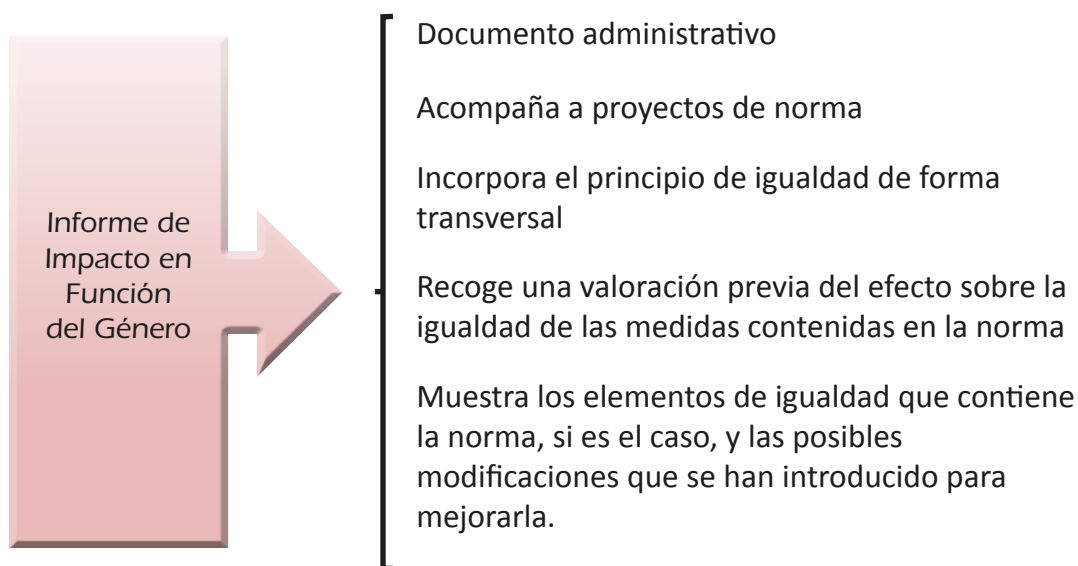 Informe de
Impacto en
Función
del Género
Documento administrativo
Acompaña a proyectos de norma
Incorpora el principio de igualdad de forma
transversal
Recoge una valoración previa del efecto sobre la
igualdad de las medidas contenidas en la norma
Muestra los elementos de igualdad que contiene
la norma, si es el caso, y las posibles
modificaciones que se han introducido para
mejorarla.